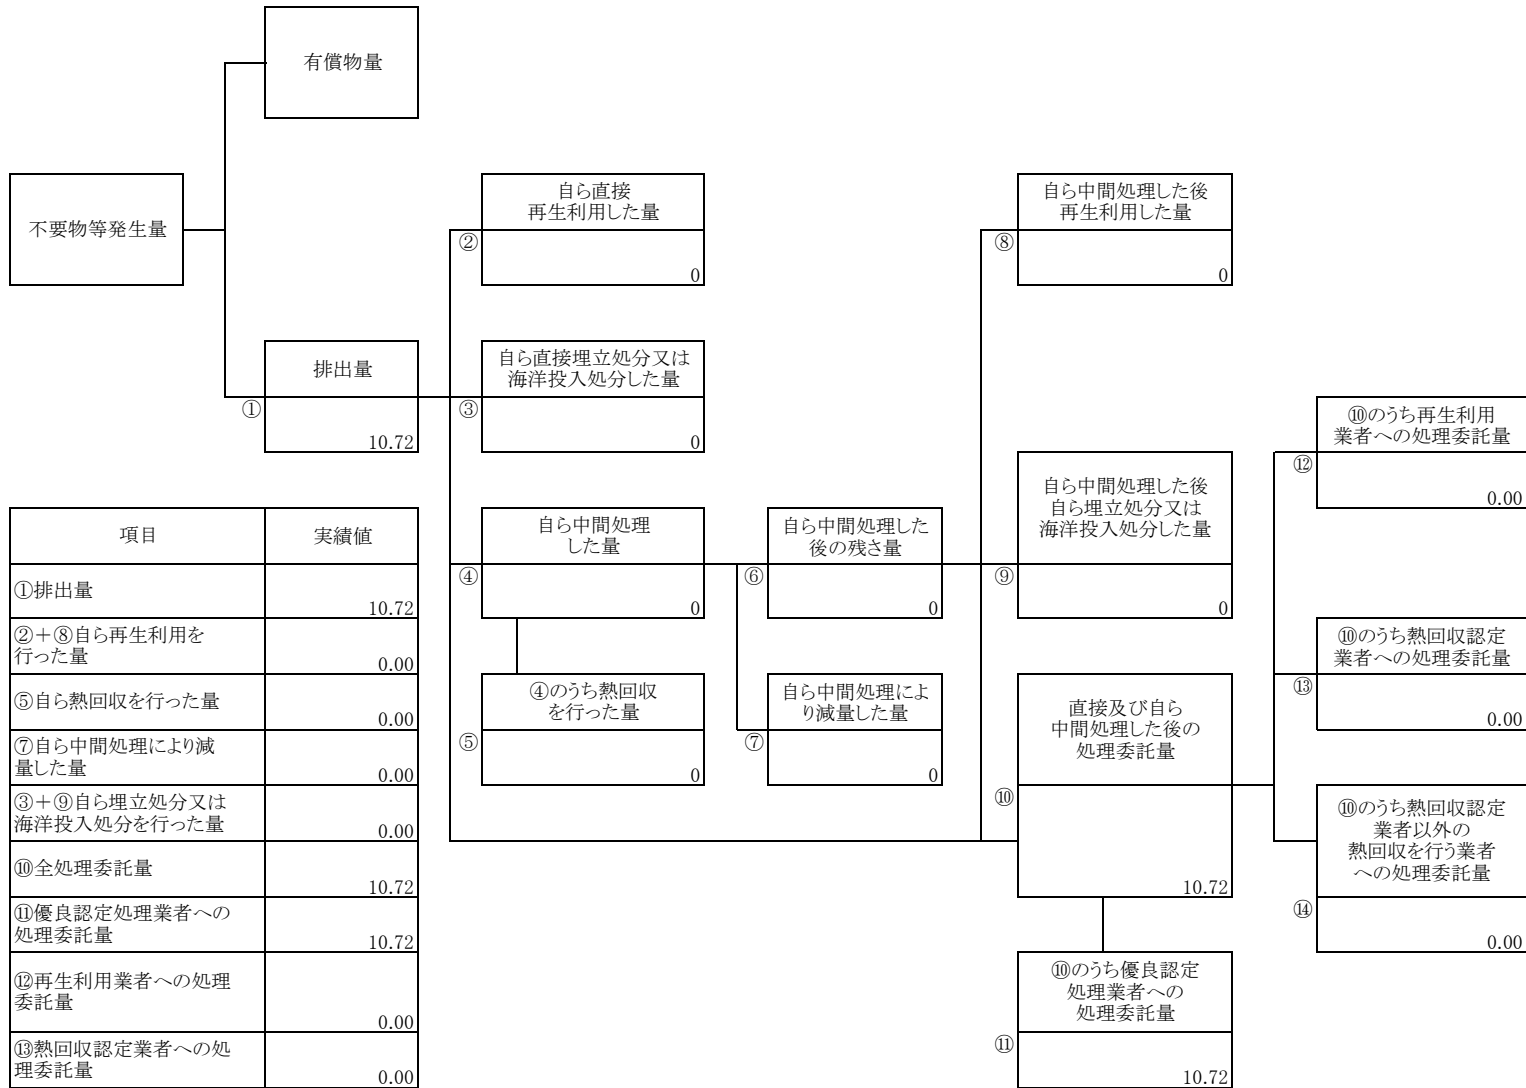 有償物量
不要物等発生量
排出量
①
10.72
自ら直接
再生利用した量
②
0
自ら直接埋立処分又は
海洋投入処分した量
③
0
自ら中間処理
した量
④
0
④のうち熱回収
を行った量
⑤
0
自ら中間処理した
後の残さ量
⑥
0
自ら中間処理によ
り減量した量
⑦
0
自ら中間処理した後
再生利用した量
⑧
0
自ら中間処理した後
自ら埋立処分又は
海洋投入処分した量
⑨
0
直接及び自ら
中間処理した後の
処理委託量
⑩
10.72
⑩のうち優良認定
処理業者への
処理委託量
⑪
10.72
⑩のうち再生利用
業者への処理委託量
⑫
0.00
⑩のうち熱回収認定
業者への処理委託量
⑬
0.00
⑩のうち熱回収認定
業者以外の
熱回収を行う業者
への処理委託量
⑭
0.00
項目 実績値
①排出量
10.72
②+⑧自ら再生利用を
行った量
0.00
⑤自ら熱回収を行った量
0.00
⑦自ら中間処理により減
量した量
0.00
③+⑨自ら埋立処分又は
海洋投入処分を行った量
0.00
⑩全処理委託量
10.72
⑪優良認定処理業者への
処理委託量
10.72
⑫再生利用業者への処理
委託量
0.00
⑬熱回収認定業者への処
理委託量
0.00